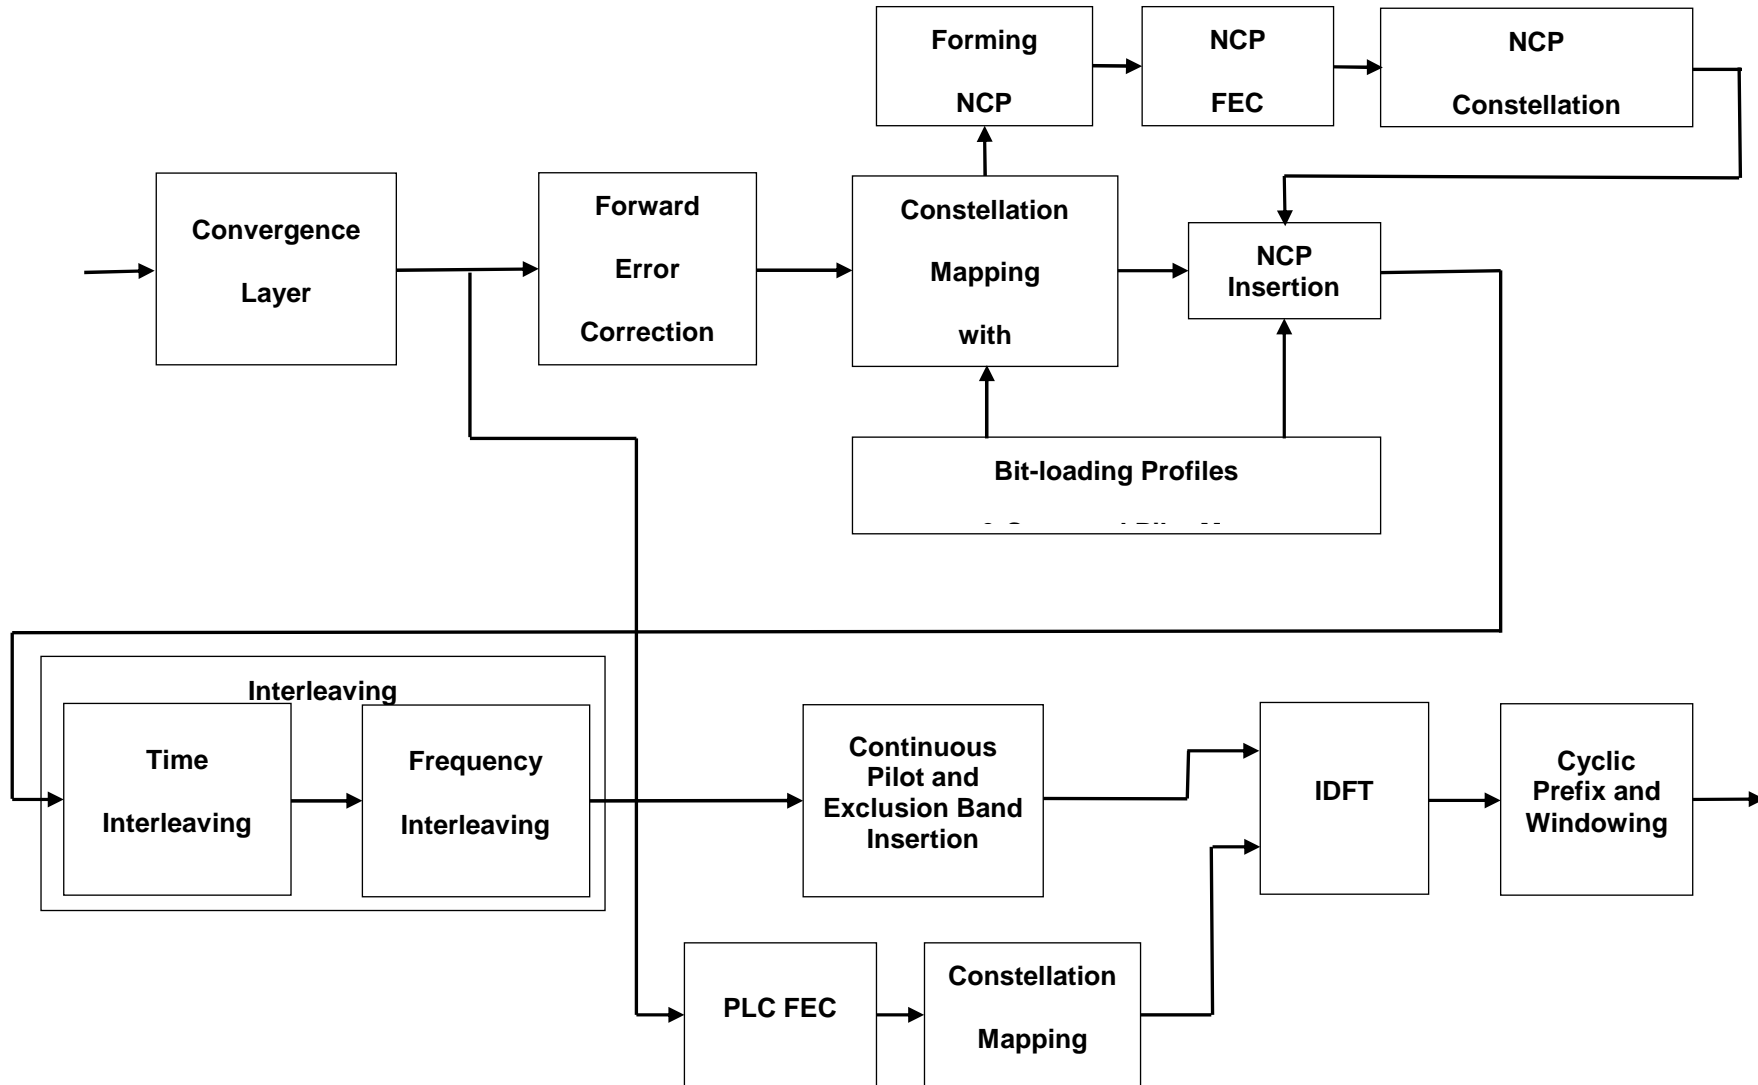 Forming
NCP
NCP
FEC
NCP
Constellation
Convergence
Layer
Forward
Error
Correction
Constellation
Mapping
with
NCP
Insertion
Bit-loading Profiles
Interleaving
Time
Interleaving
Frequency
Interleaving
Continuous
Pilot and
Exclusion Band
Insertion
IDFT
Cyclic
Prefix and
Windowing
PLC FEC
Constellation
Mapping